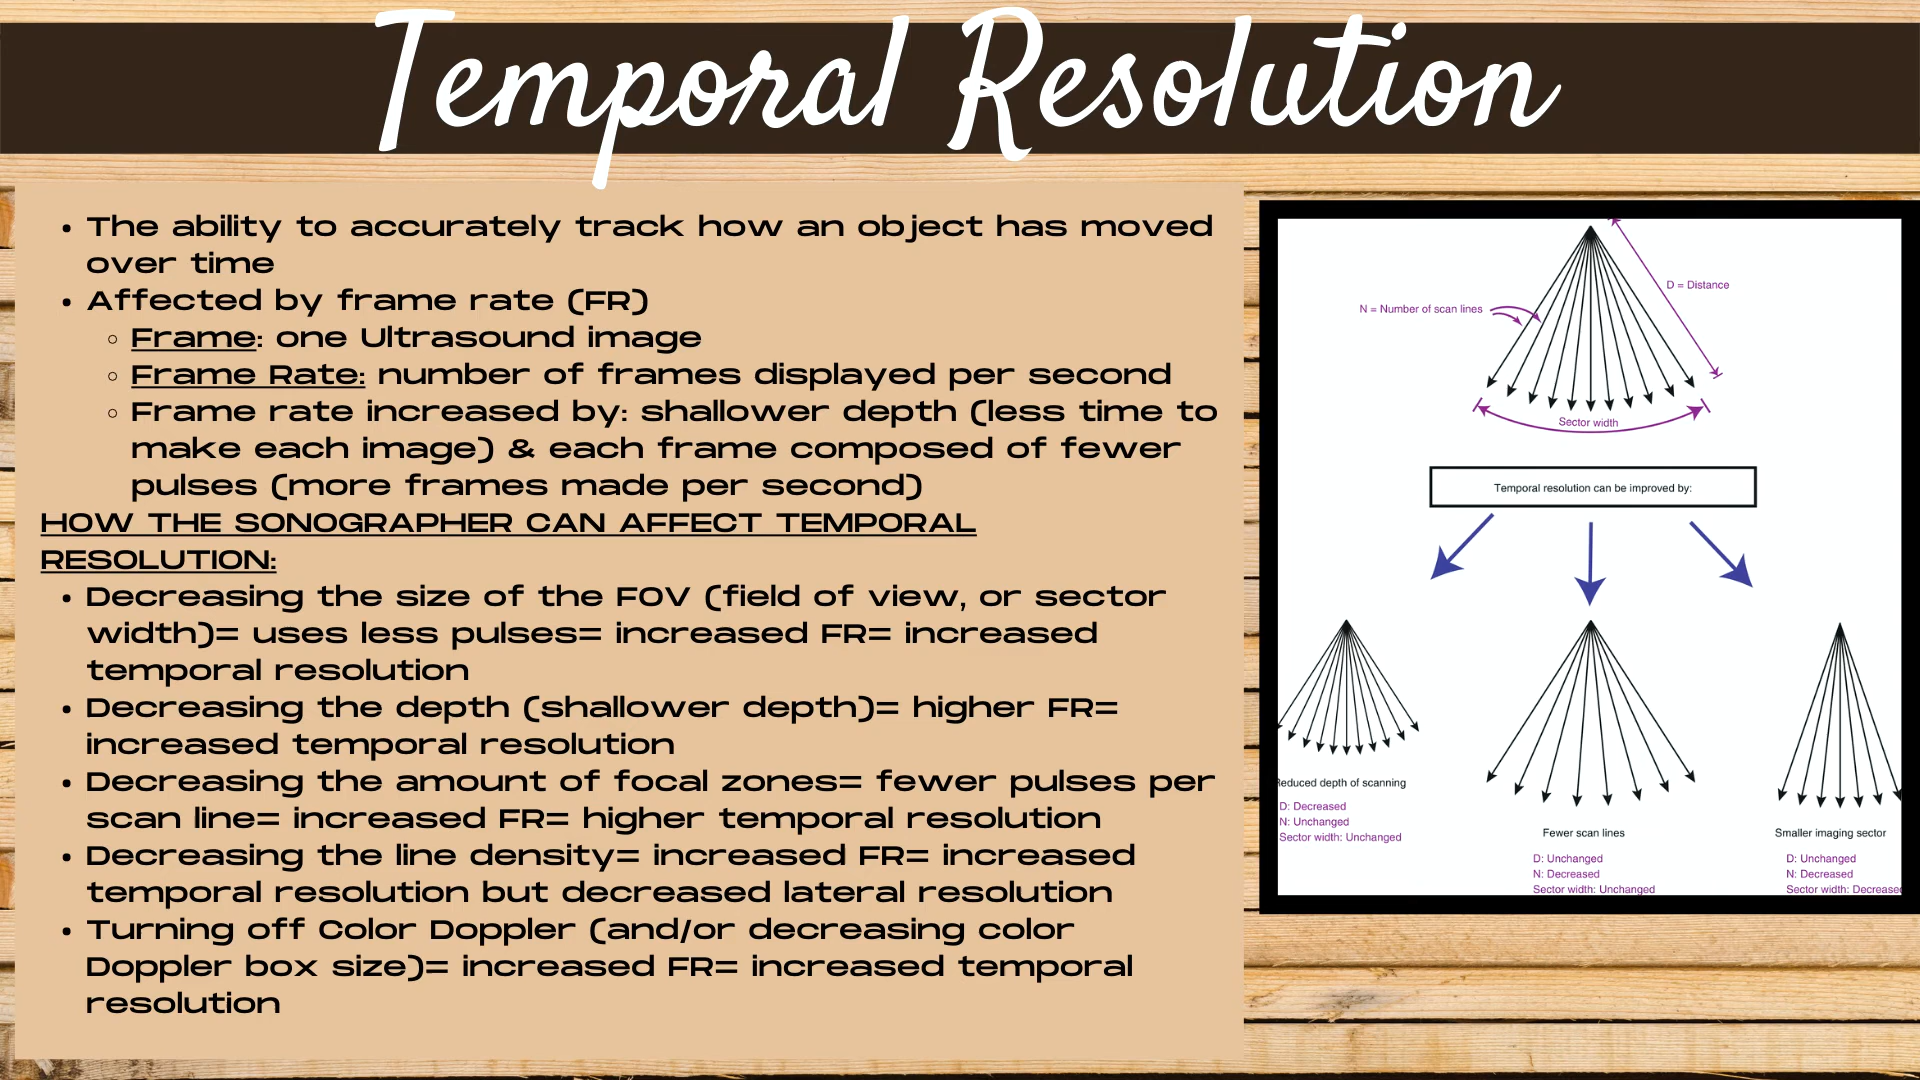 Temporal Resolution
• The ability to accurately track how an object has moved
over time
• Affected by frame rate (FR)
◦ Frame: one Ultrasound image
◦ Frame Rate: number of frames displayed per second
◦ Frame rate increased by: shallower depth (less time to
make each image) & each frame composed of fewer
pulses (more frames made per second)
HOW THE SONOGRAPHER CAN AFFECT TEMPORAL
RESOLUTION:
• Decreasing the size of the FOV (field of view, or sector
width)= uses less pulses= increased FR= increased
temporal resolution
• Decreasing the depth (shallower depth)= higher FR=
increased temporal resolution
• Decreasing the amount of focal zones= fewer pulses per
scan line= increased FR= higher temporal resolution
• Decreasing the line density= increased FR= increased
temporal resolution but decreased lateral resolution
• Turning off Color Doppler (and/or decreasing color
Doppler box size)= increased FR= increased temporal
resolution
D = Distance
N = Number of scan lines
Sector width
Temporal resolution can be improved by:
Reduced depth of scanning
D: Decreased
N: Unchanged
Sector width: Unchanged
Fewer scan lines
D: Unchanged
N: Decreased
Sector width: Unchanged
Smaller imaging sector
D: Unchanged
N: Decreased
Sector width: Decreased